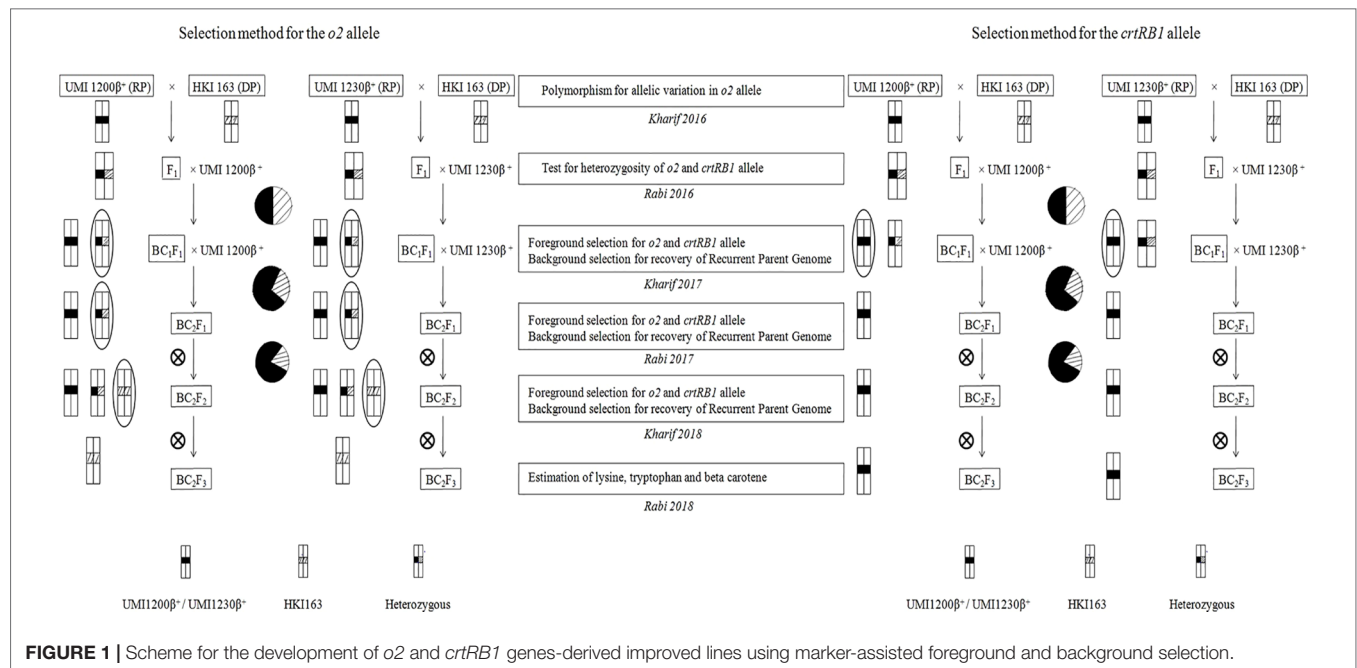 Selection method for the o2 allele
Selection method for the crtRB1 allele
UMI 1200β⁺ (RP) × HKI 163 (DP)
UMI 1230β⁺ (RP) × HKI 163 (DP)
Polymorphism for allelic variation in o2 allele
Kharif 2016
UMI 1200β⁺ (RP) × HKI 163 (DP)
UMI 1230β⁺ (RP) × HKI 163 (DP)
F₁ × UMI 1200β⁺
F₁ × UMI 1230β⁺
Test for heterozygosity of o2 and crtRB1 allele
Rabi 2016
F₁ × UMI 1200β⁺
F₁ × UMI 1230β⁺
BC₁F₁ × UMI 1200β⁺
BC₁F₁ × UMI 1230β⁺
Foreground selection for o2 and crtRB1 allele
Background selection for recovery of Recurrent Parent Genome
Kharif 2017
BC₁F₁ × UMI 1200β⁺
BC₁F₁ × UMI 1230β⁺
BC₂F₁
BC₂F₁
Foreground selection for o2 and crtRB1 allele
Background selection for recovery of Recurrent Parent Genome
Rabi 2017
BC₂F₁
BC₂F₁
BC₂F₂
BC₂F₂
Foreground selection for o2 and crtRB1 allele
Background selection for recovery of Recurrent Parent Genome
Kharif 2018
BC₂F₂
BC₂F₂
BC₂F₃
BC₂F₃
Estimation of lysine, tryptophan and beta carotene
Rabi 2018
BC₂F₃
BC₂F₃
UMI1200β⁺/ UMI1230β⁺ HKI163 Heterozygous
UMI1200β⁺/ UMI1230β⁺ HKI163 Heterozygous
FIGURE 1 | Scheme for the development of o2 and crtRB1 genes-derived improved lines using marker-assisted foreground and background selection.